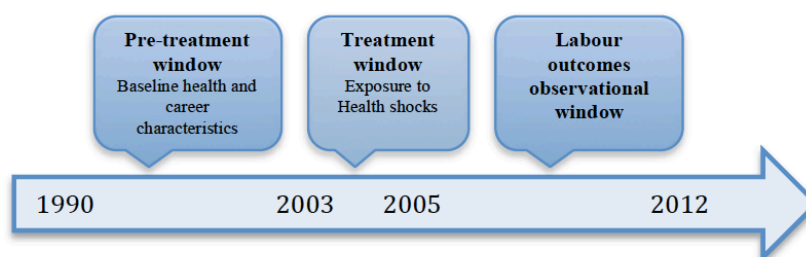 Pre-treatment
window
Baseline health and
career
characteristics
Treatment
window
Exposure to
Health shocks
Labour
outcomes
observational
window
1990
2003
2005
2012